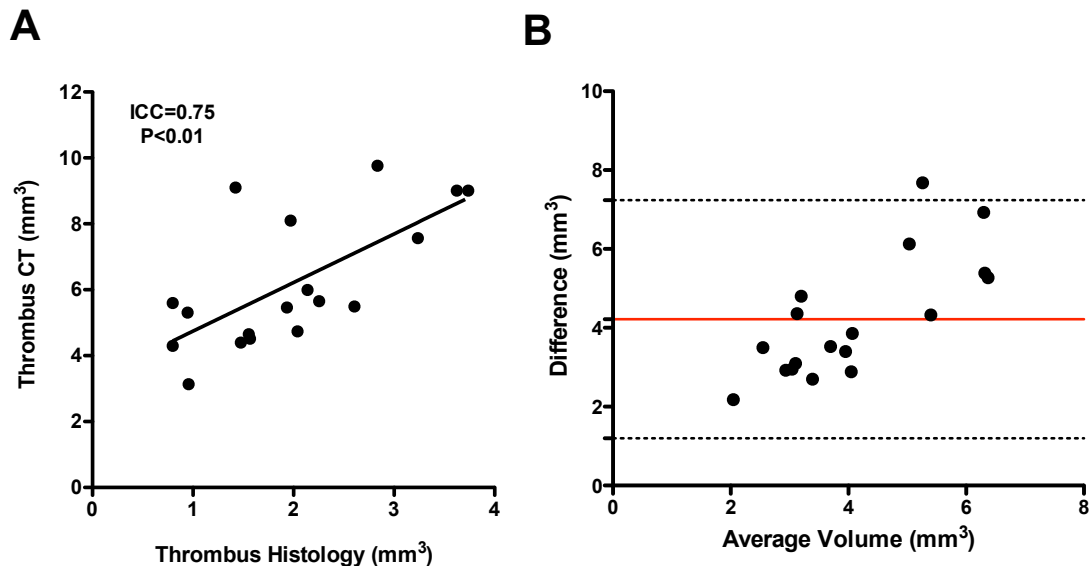 A
ICC=0.75
P<0.01
Thrombus CT (mm³)
12
10
8
6
4
2
0
0 1 2 3 4
Thrombus Histology (mm³)
B
Difference (mm³)
10
8
6
4
2
0
0 2 4 6 8
Average Volume (mm³)